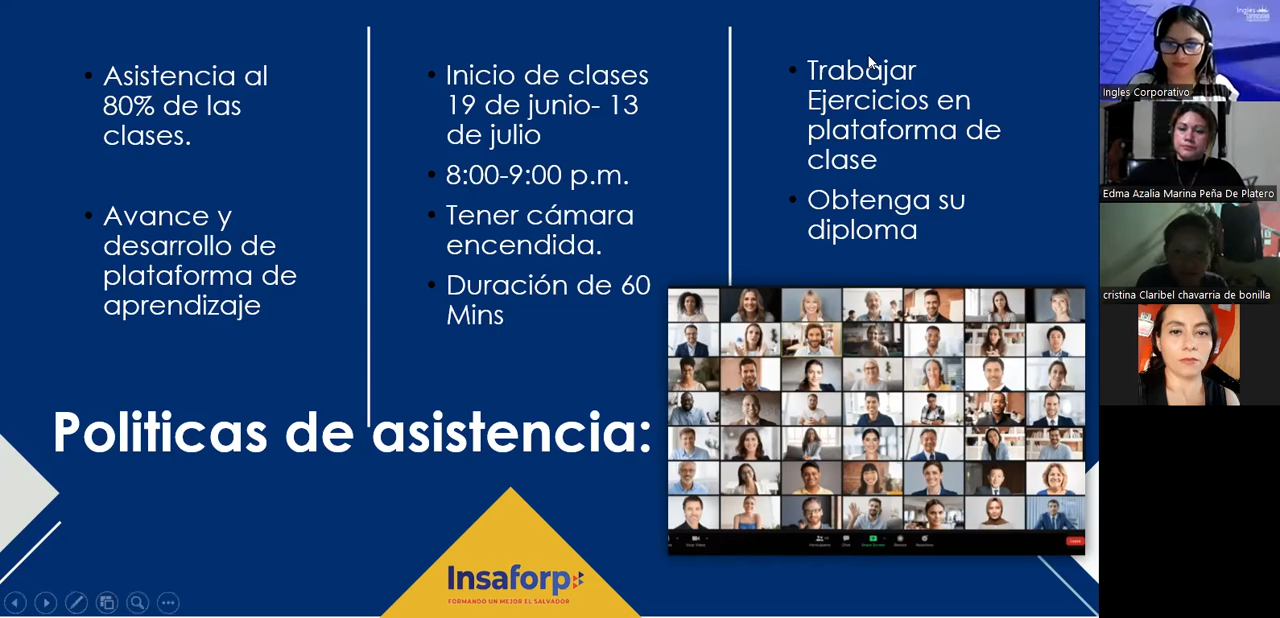 Asistencia al
80% de las
clases.
Avance y
desarrollo de
plataforma de
aprendizaje
Inicio de clases
19 de junio- 13
de julio
8:00-9:00 p.m.
Tener cámara
encendida.
Duración de 60
Mins
Trabajar
Ejercicios en
plataforma de
clase
Obtenga su
diploma
Politicas de asistencia:
Insaforp
FORMANDO UN MEJOR EL SALVADOR
Ingles Corporativo
Edma Azalia Marina Peña De Platero
cristina Claribel chavarria de bonilla